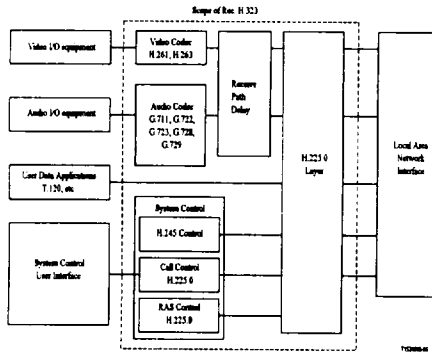 Scope of Rec. H.323
Video I/O equipment
Video Codec
H.261, H.263
Audio I/O equipment
Audio Codec
G.711, G.722,
G.723, G.728,
G.729
Receive
Path
Delay
User Data Applications
T.120, etc
H.225.0
Layer
Local Area
Network
Interface
System Control
H.245 Control
System Control
User Interface
Call Control
H.225.0
RAS Control
H.225.0